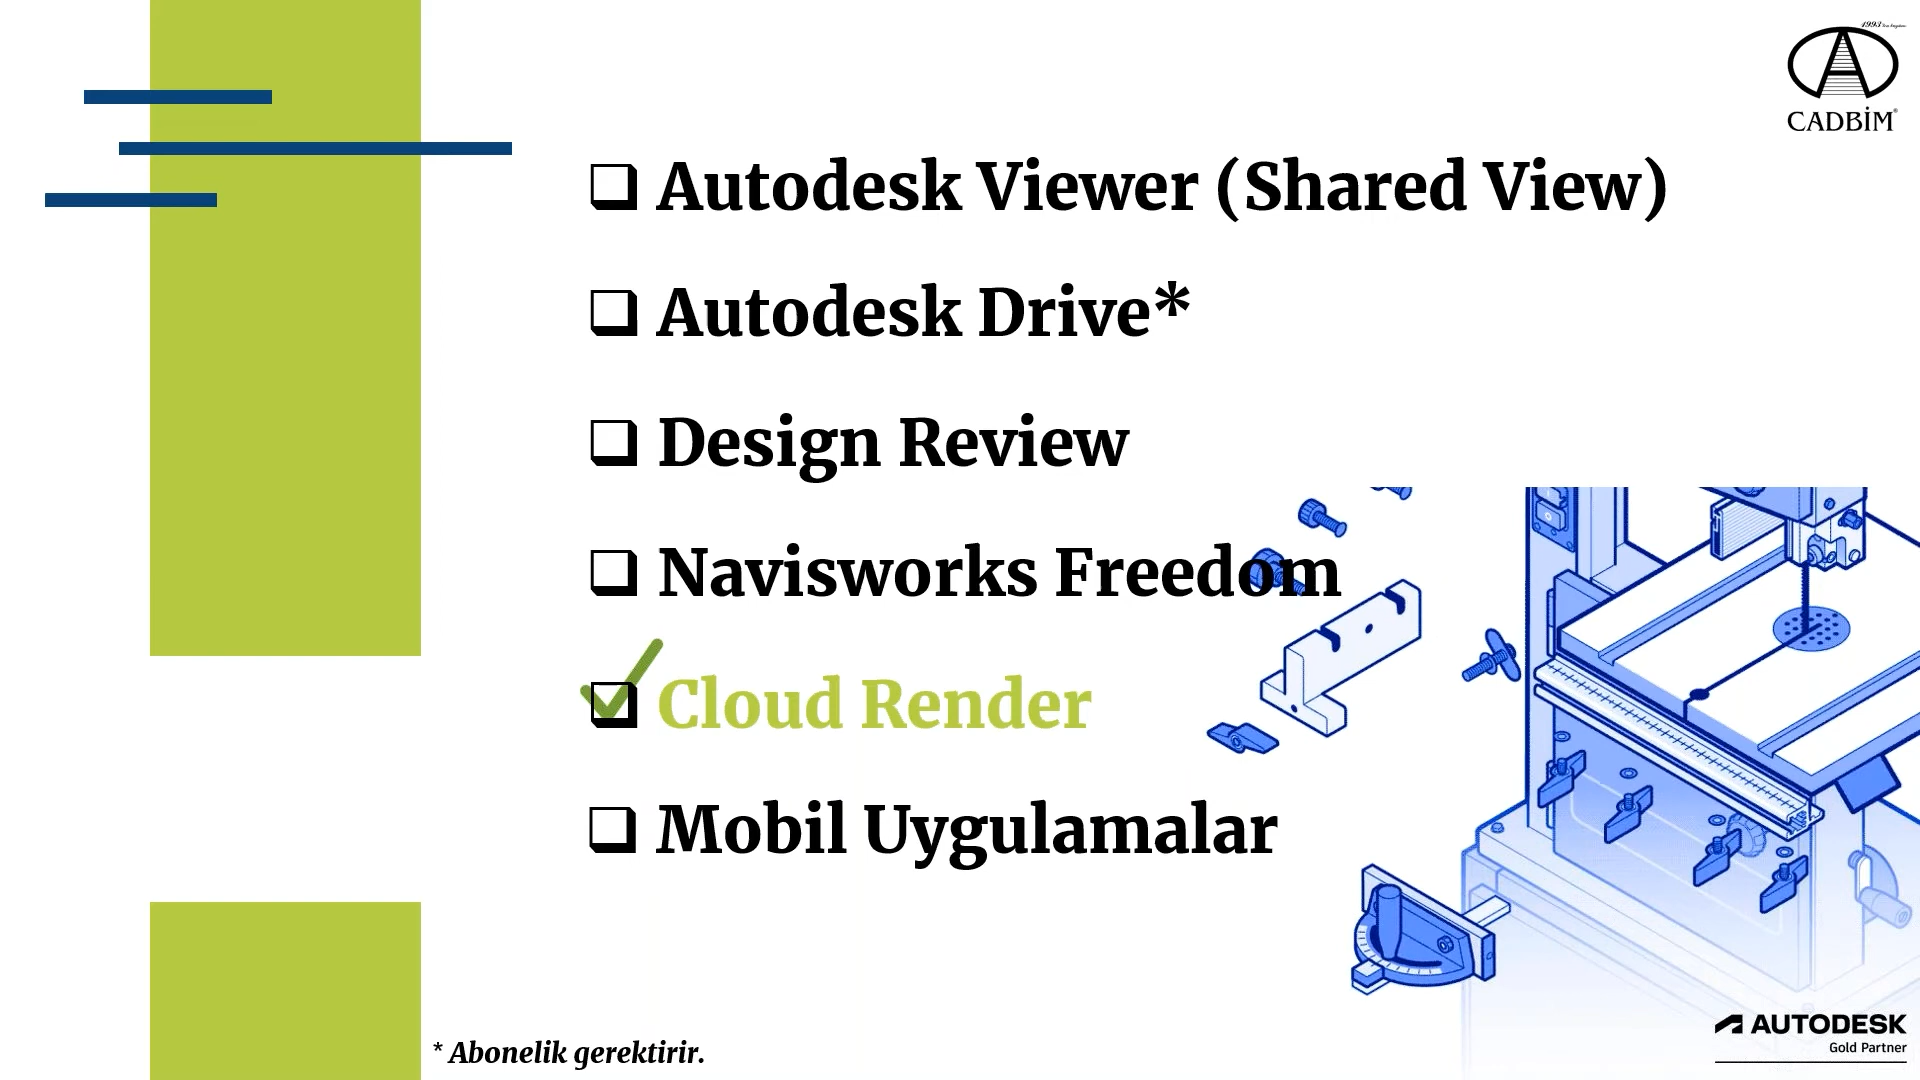 CADBİM
Autodesk Viewer (Shared View)
Autodesk Drive*
Design Review
Navisworks Freedom
Cloud Render
Mobil Uygulamalar
* Abonelik gerektirir.
AUTODESK
Gold Partner